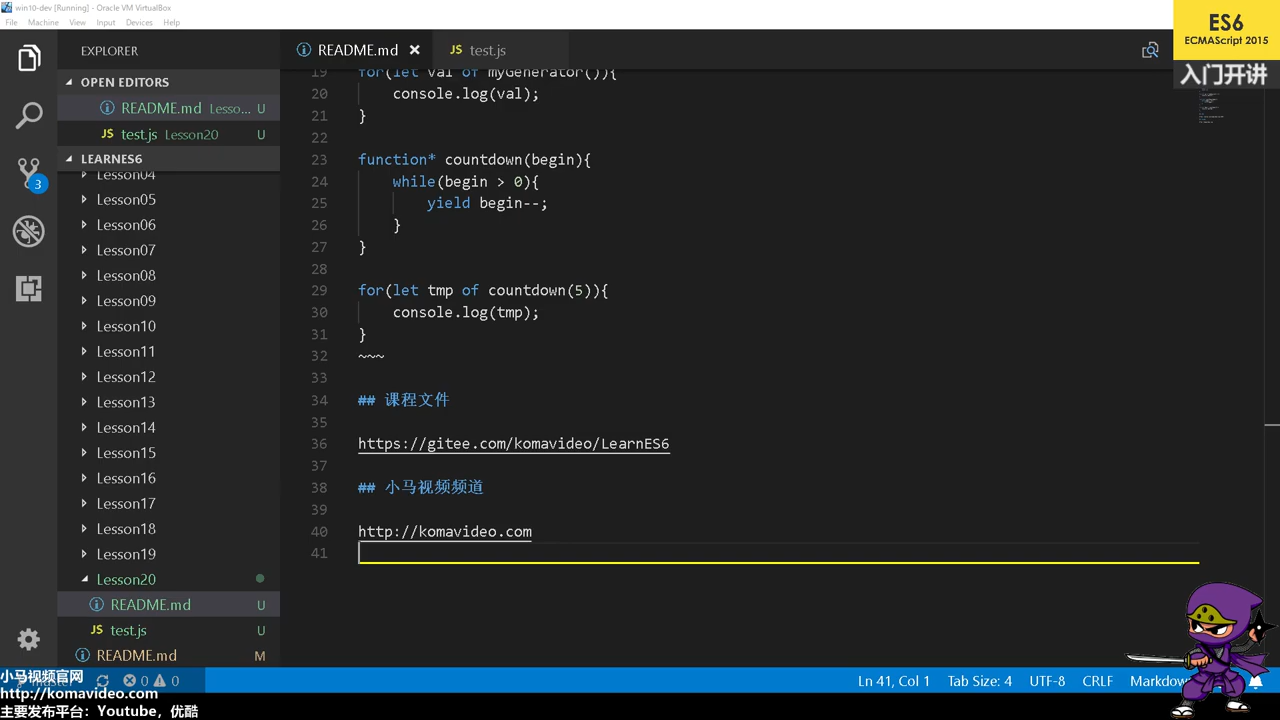 win10-dev [Running] - Oracle VM VirtualBox
File Machine View Input Devices Help
ES6
ECMAScript 2015
入门开讲
EXPLORER
README.md
JS test.js
OPEN EDITORS
README.md Lesso... U
JS test.js Lesson20 U
LEARNES6
Lesson04
Lesson05
Lesson06
Lesson07
Lesson08
Lesson09
Lesson10
Lesson11
Lesson12
Lesson13
Lesson14
Lesson15
Lesson16
Lesson17
Lesson18
Lesson19
Lesson20
README.md U
JS test.js U
README.md M
3
19 for(let val of myGenerator()){
20 console.log(val);
21 }
22
23 function* countdown(begin){
24 while(begin > 0){
25 yield begin--;
26 }
27 }
28
29 for(let tmp of countdown(5)){
30 console.log(tmp);
31 }
32 ~~~
33
34 ## 课程文件
35
36 https://gitee.com/komavideo/LearnES6
37
38 ## 小马视频频道
39
40 http://komavideo.com
41
小马视频官网
http://komavideo.com
主要发布平台：Youtube，优酷
0 0
Ln 41, Col 1 Tab Size: 4 UTF-8 CRLF